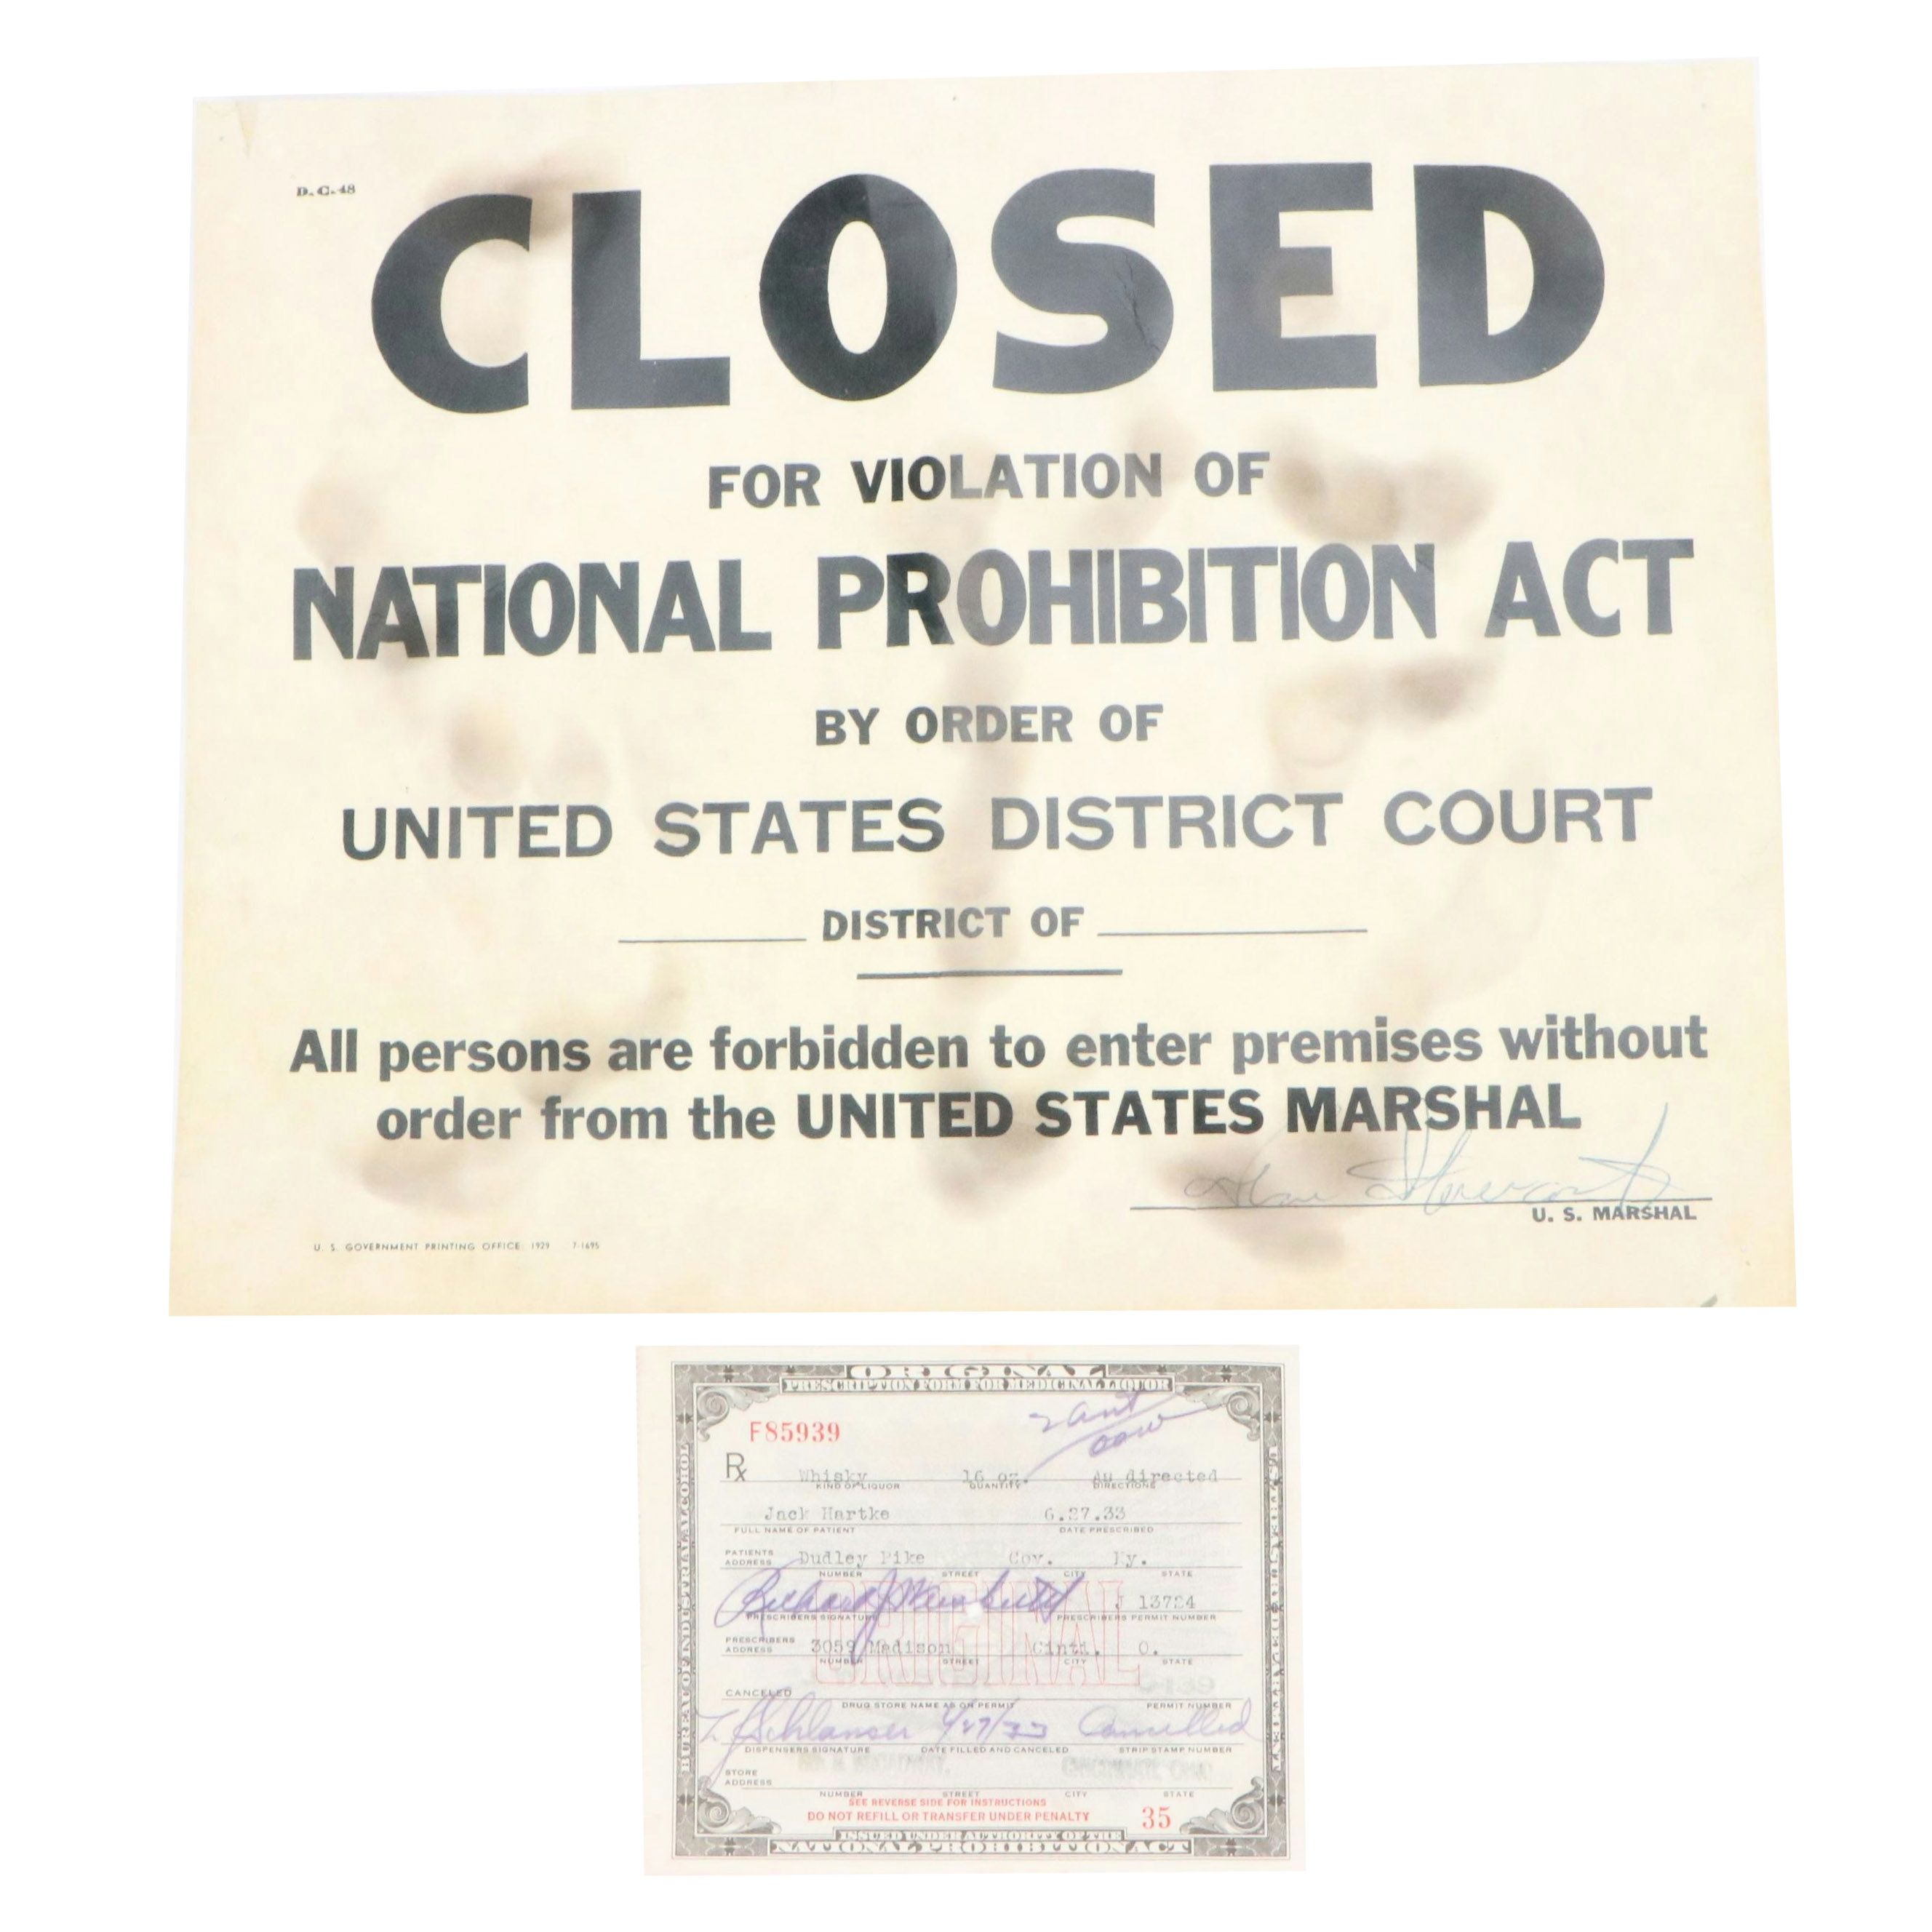 D. C. 48
CLOSED
FOR VIOLATION OF
NATIONAL PROHIBITION ACT
BY ORDER OF
UNITED STATES DISTRICT COURT
DISTRICT OF
All persons are forbidden to enter premises without
order from the UNITED STATES MARSHAL
U. S. MARSHAL
U. S. GOVERNMENT PRINTING OFFICE: 1929 7-1695
ORIGINAL
PRESCRIPTION FORM FOR MEDICINAL LIQUOR
F85939
Rx Whisky 16 oz. As directed
KIND OF LIQUOR QUANTITY DIRECTIONS
Jack Hartke 6.27.33
FULL NAME OF PATIENT DATE PRESCRIBED
PATIENTS ADDRESS Dudley Pike Cov. Ky.
NUMBER STREET CITY STATE
Richard J J 13724
PRESCRIBERS SIGNATURE PRESCRIBERS PERMIT NUMBER
ORIGINAL
PRESCRIBERS ADDRESS 3059 Madison Cinti. O.
NUMBER STREET CITY STATE
CANCELED
DRUG STORE NAME AS ON PERMIT PERMIT NUMBER
Schlanser 6/27/33 Cancelled
DISPENSERS SIGNATURE DATE FILLED AND CANCELED STRIP STAMP NUMBER
STORE ADDRESS
NUMBER STREET CITY STATE
SEE REVERSE SIDE FOR INSTRUCTIONS
DO NOT REFILL OR TRANSFER UNDER PENALTY 35
ISSUED UNDER AUTHORITY OF THE
NATIONAL PROHIBITION ACT
BUREAU OF INDUSTRIAL ALCOHOL